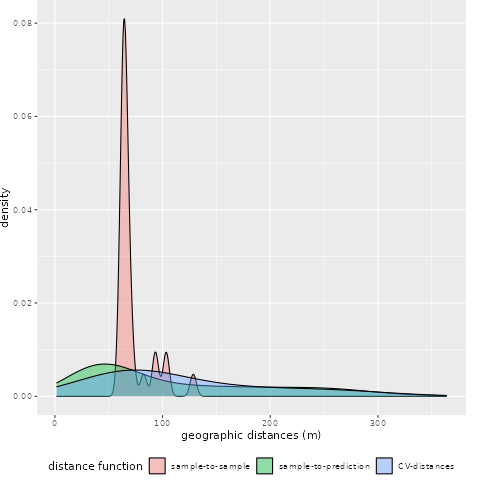 0.08
0.06
0.04
0.02
0.00
density
0 100 200 300
geographic distances (m)
distance function sample-to-sample sample-to-prediction CV-distances